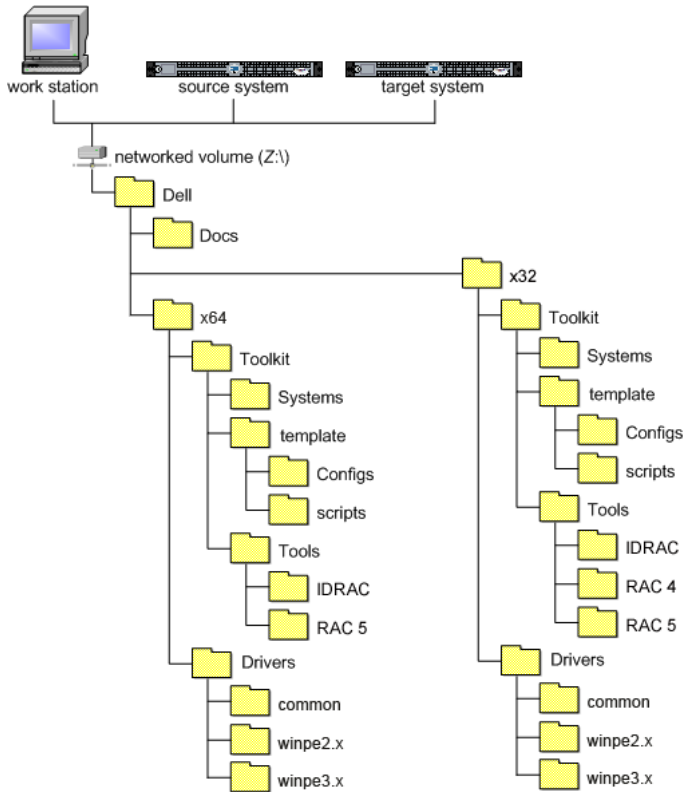 work station
source system
target system
networked volume (Z:\)
Dell
Docs
x64
Toolkit
Systems
template
Configs
scripts
Tools
IDRAC
RAC 5
Drivers
common
winpe2.x
winpe3.x
x32
Toolkit
Systems
template
Configs
scripts
Tools
IDRAC
RAC 4
RAC 5
Drivers
common
winpe2.x
winpe3.x